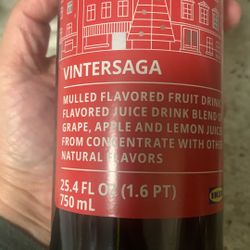 VINTERSAGA
MULLED FLAVORED FRUIT DRINK
FLAVORED JUICE DRINK BLEND OF
GRAPE, APPLE AND LEMON JUICE
FROM CONCENTRATE WITH OTHER
NATURAL FLAVORS
25.4 FL OZ (1.6 PT)
750 mL
IKEA